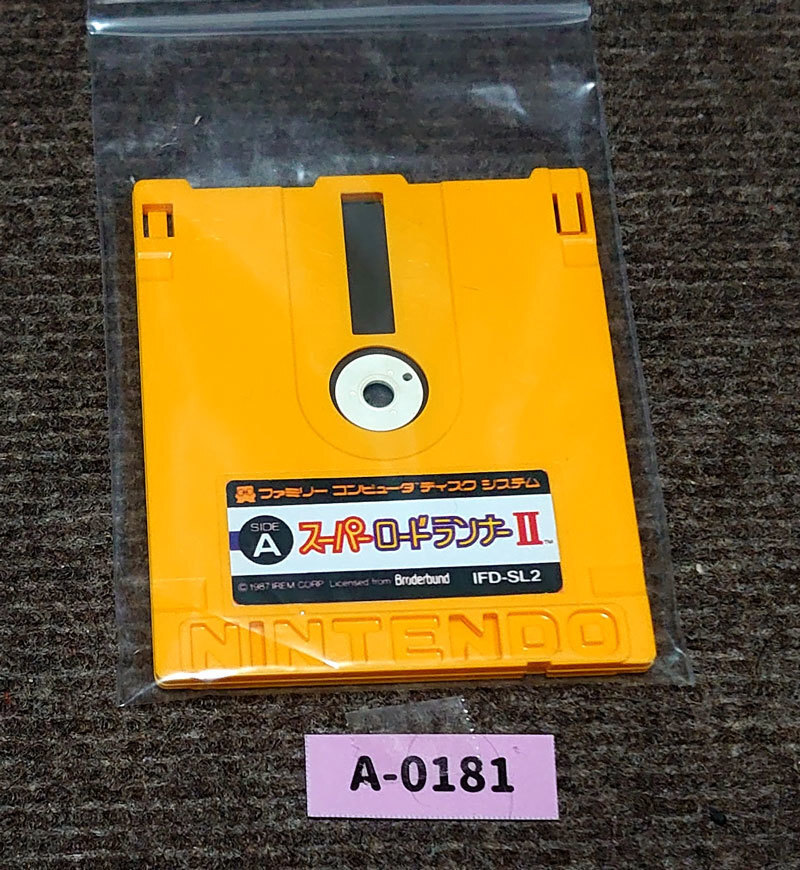 ファミリー コンピュータ ディスク システム
SIDE A スーパーロードランナーII™
© 1987 IREM CORP Licensed from Brøderbund IFD-SL2
NINTENDO
A-0181